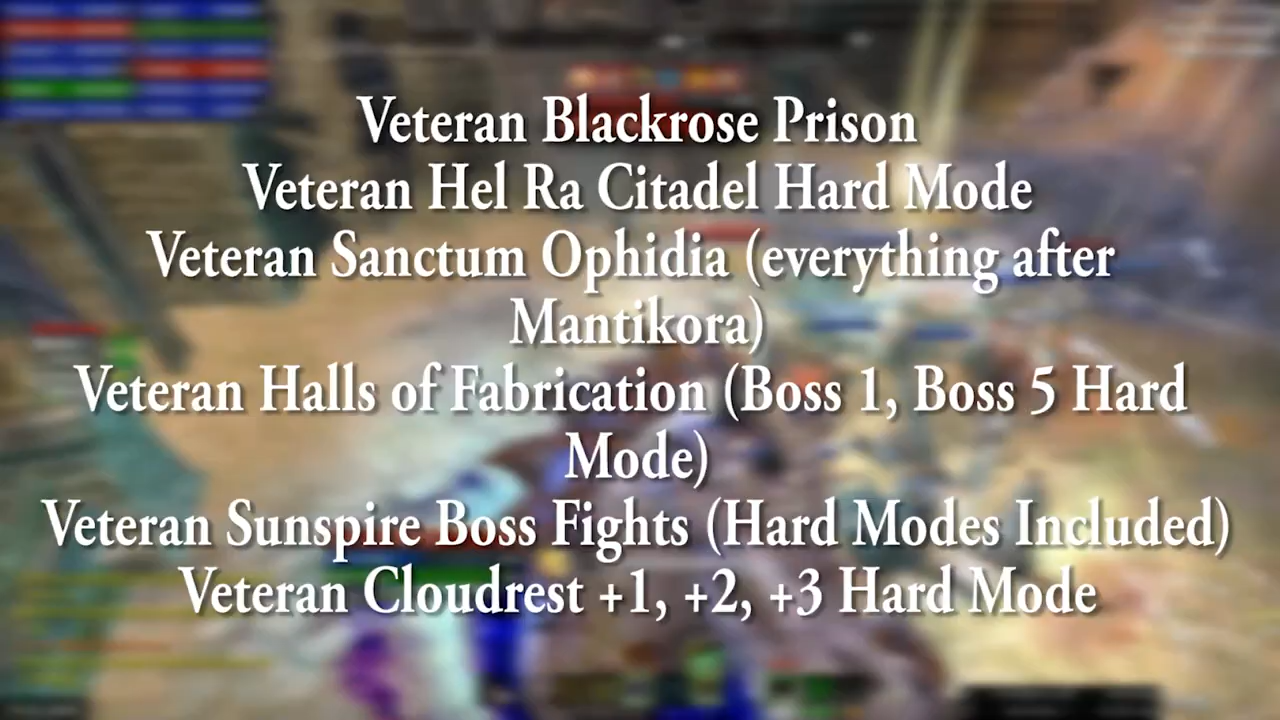 Veteran Blackrose Prison
Veteran Hel Ra Citadel Hard Mode
Veteran Sanctum Ophidia (everything after
Mantikora)
Veteran Halls of Fabrication (Boss 1, Boss 5 Hard
Mode)
Veteran Sunspire Boss Fights (Hard Modes Included)
Veteran Cloudrest +1, +2, +3 Hard Mode